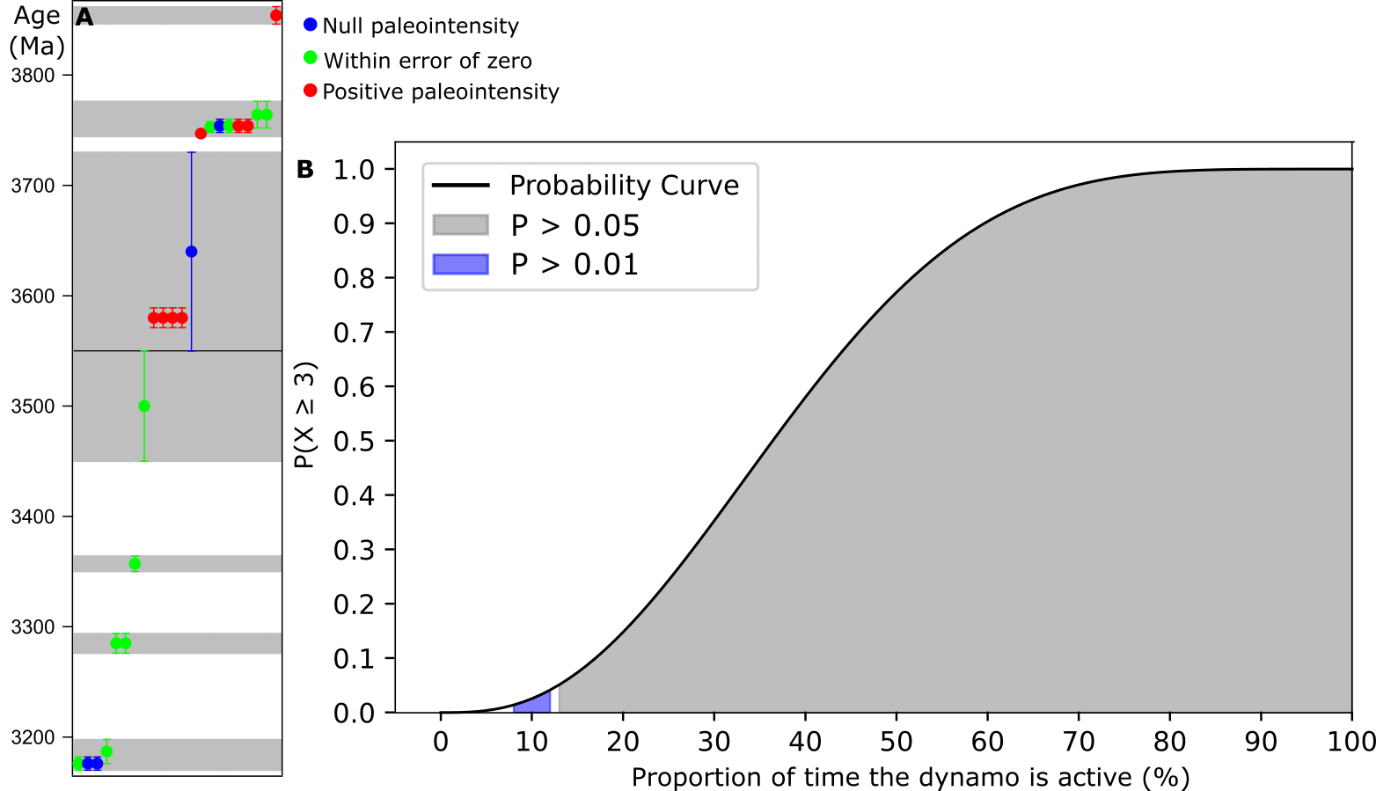 Age
(Ma)
A
3800
3700
3600
3500
3400
3300
3200
Null paleointensity
Within error of zero
Positive paleointensity
B
Probability Curve
P > 0.05
P > 0.01
P(X ≥ 3)
1.0
0.9
0.8
0.7
0.6
0.5
0.4
0.3
0.2
0.1
0.0
0 10 20 30 40 50 60 70 80 90 100
Proportion of time the dynamo is active (%)